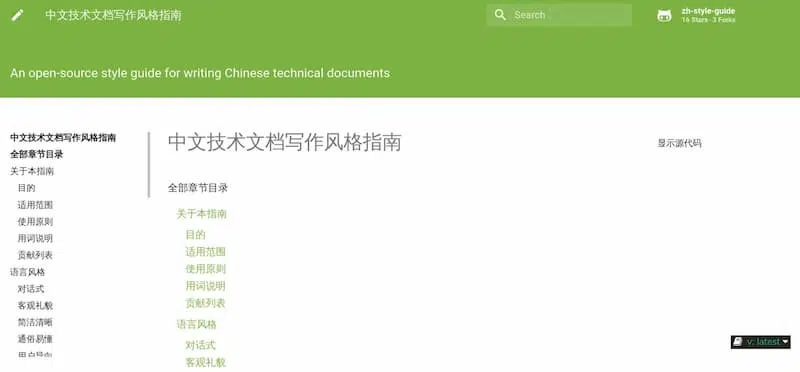 中文技术文档写作风格指南
Search
zh-style-guide
16 Stars · 3 Forks
An open-source style guide for writing Chinese technical documents
中文技术文档写作风格指南
全部章节目录
关于本指南
目的
适用范围
使用原则
用词说明
贡献列表
语言风格
对话式
客观礼貌
简洁清晰
通俗易懂
用户导向
中文技术文档写作风格指南
全部章节目录
关于本指南
目的
适用范围
使用原则
用词说明
贡献列表
语言风格
对话式
客观礼貌
显示源代码
v: latest